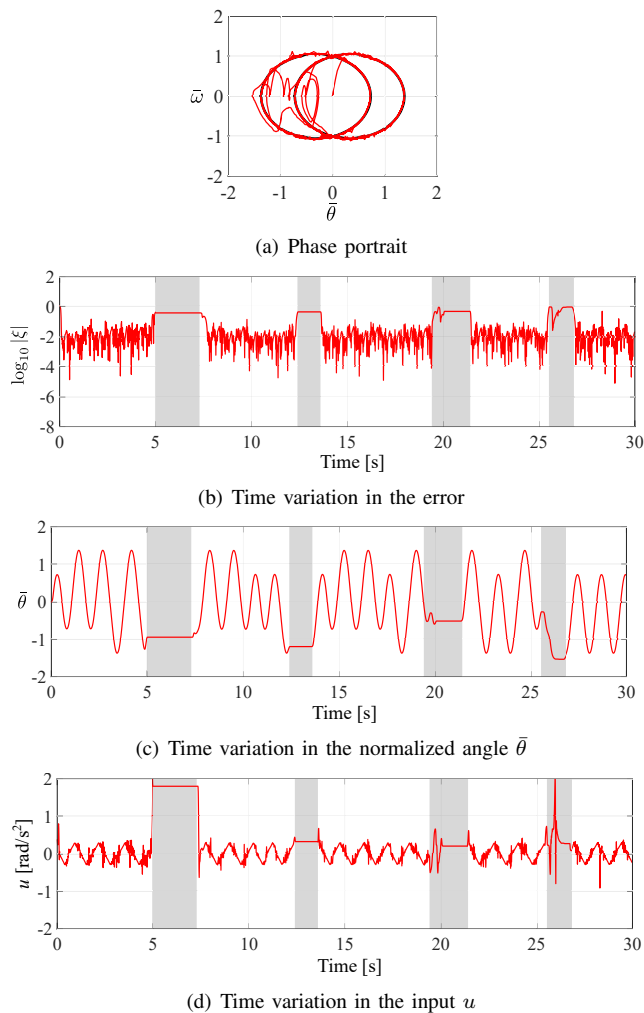 2
1
0
-1
-2
ω̄
-2 -1 0 1 2
θ̄
(a) Phase portrait
2
0
-2
-4
-6
-8
log₁₀ |ξ|
0 5 10 15 20 25 30
Time [s]
(b) Time variation in the error
2
1
0
-1
-2
θ̄
0 5 10 15 20 25 30
Time [s]
(c) Time variation in the normalized angle θ̄
2
1
0
-1
-2
u [rad/s²]
0 5 10 15 20 25 30
Time [s]
(d) Time variation in the input u